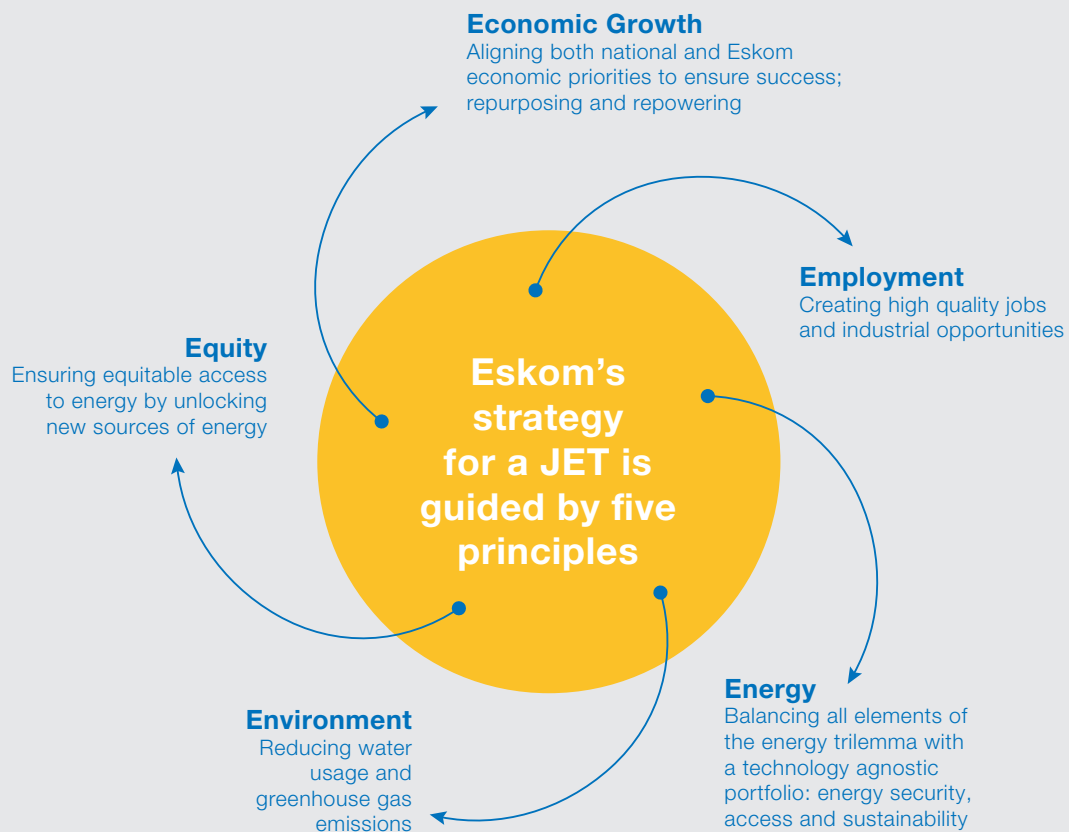 Economic Growth
Aligning both national and Eskom
economic priorities to ensure success;
repurposing and repowering
Employment
Creating high quality jobs
and industrial opportunities
Equity
Ensuring equitable access
to energy by unlocking
new sources of energy
Eskom’s
strategy
for a JET is
guided by five
principles
Energy
Balancing all elements of
the energy trilemma with
a technology agnostic
portfolio: energy security,
access and sustainability
Environment
Reducing water
usage and
greenhouse gas
emissions